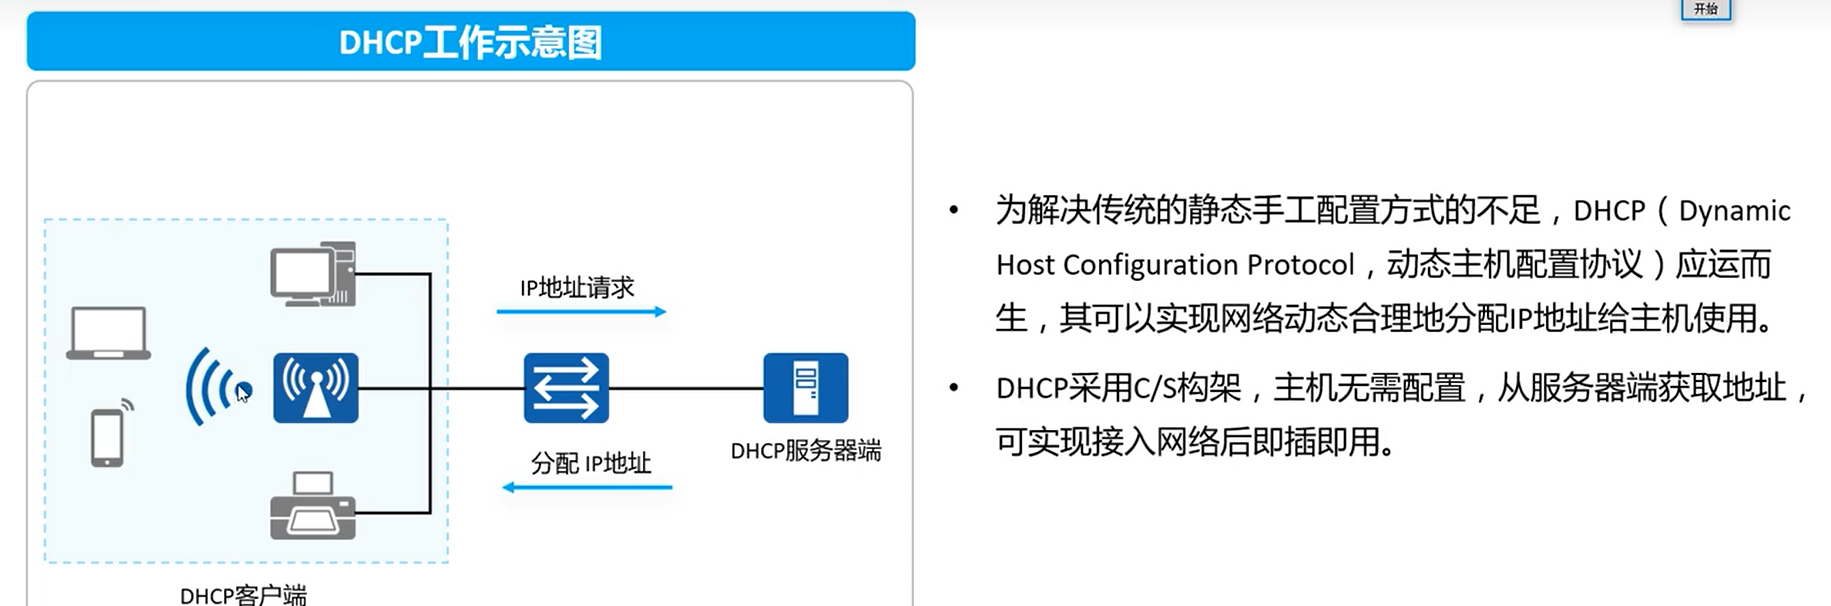 开始
DHCP工作示意图
IP地址请求
分配 IP地址
DHCP服务器端
DHCP客户端
• 为解决传统的静态手工配置方式的不足，DHCP（Dynamic
Host Configuration Protocol，动态主机配置协议）应运而
生，其可以实现网络动态合理地分配IP地址给主机使用。
• DHCP采用C/S构架，主机无需配置，从服务器端获取地址，
可实现接入网络后即插即用。